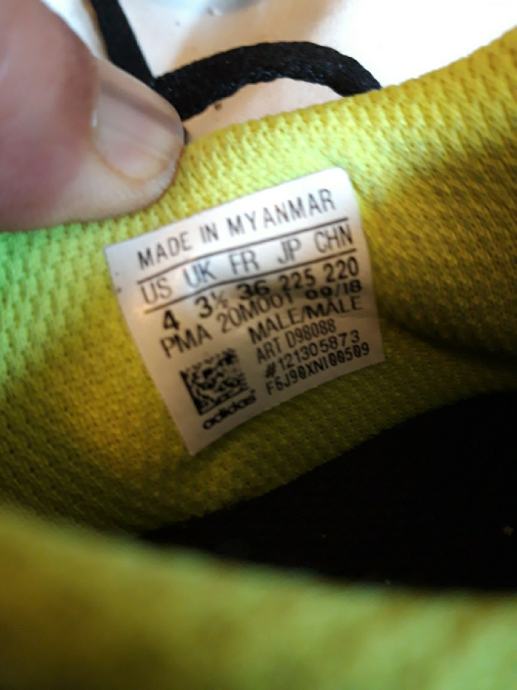 MADE IN MYANMAR
US UK FR JP CHN
4 3½ 36 225 220
PMA 20M001 09/18
MALE/MALE
ART D98088
#121305873
F6J90XNI00509
adidas